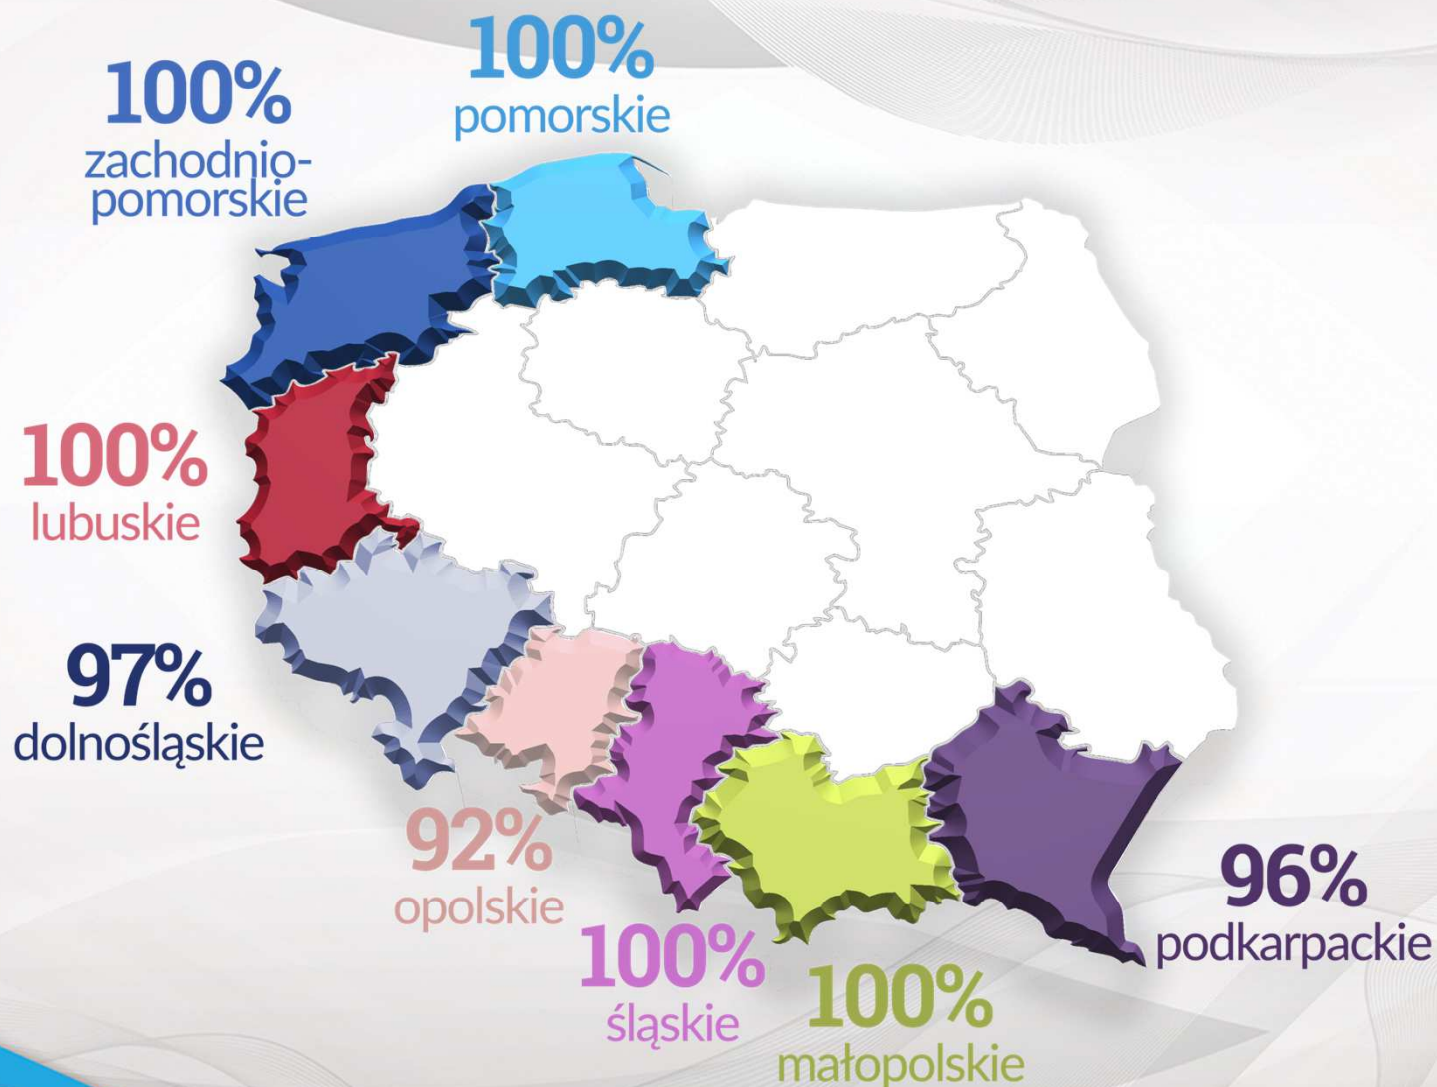 100%
pomorskie
100%
zachodnio-
pomorskie
100%
lubuskie
97%
dolnośląskie
92%
opolskie
96%
podkarpackie
100%
śląskie
100%
małopolskie